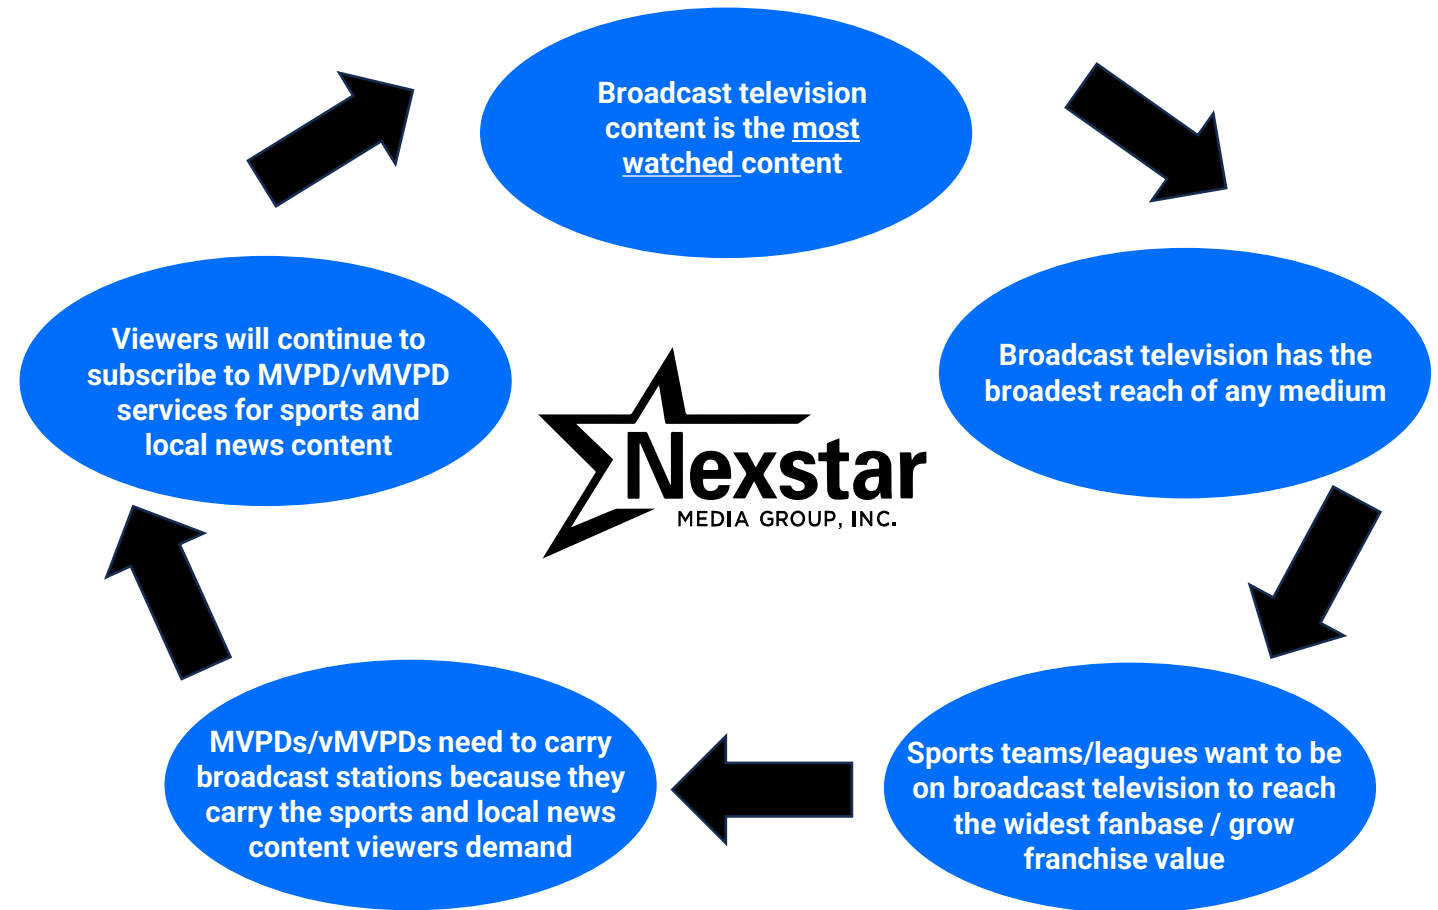 Broadcast television
content is the most
watched content
Broadcast television has the
broadest reach of any medium
Sports teams/leagues want to be
on broadcast television to reach
the widest fanbase / grow
franchise value
MVPDs/vMVPDs need to carry
broadcast stations because they
carry the sports and local news
content viewers demand
Viewers will continue to
subscribe to MVPD/vMVPD
services for sports and
local news content
Nexstar
MEDIA GROUP, INC.